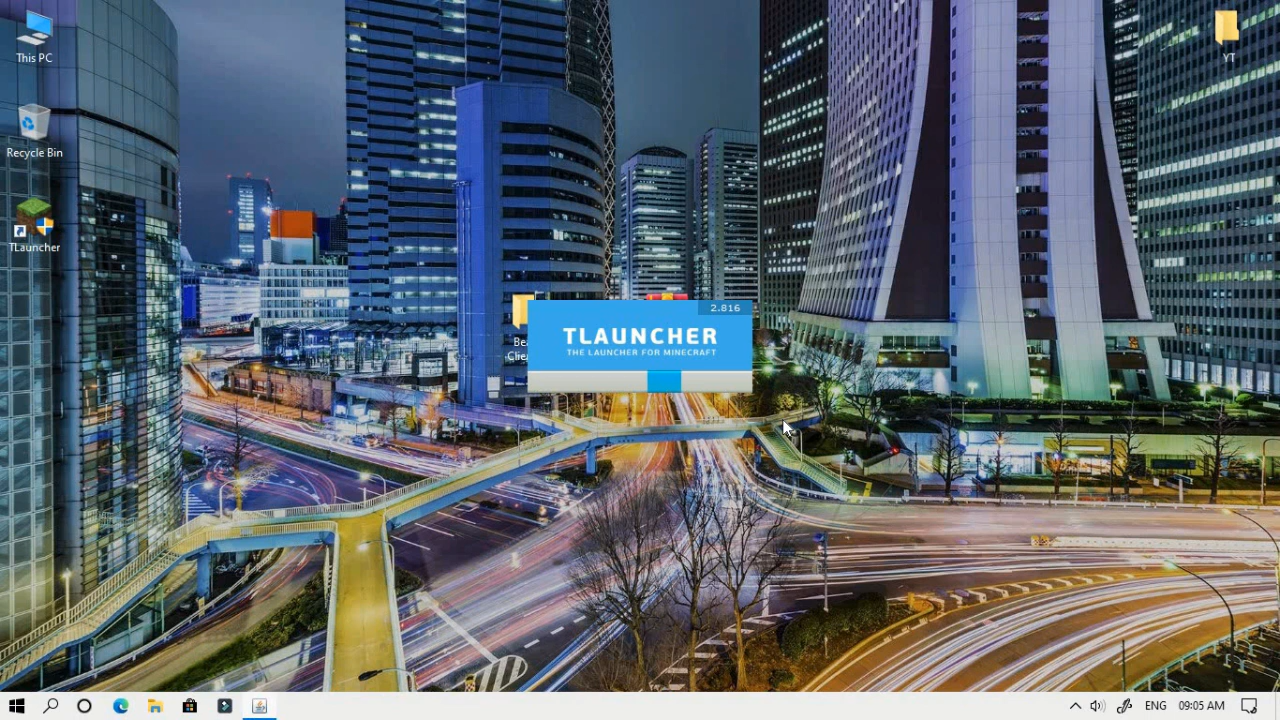 This PC
YT
Recycle Bin
TLauncher
2.816
TLAUNCHER
THE LAUNCHER FOR MINECRAFT
ENG
09:05 AM